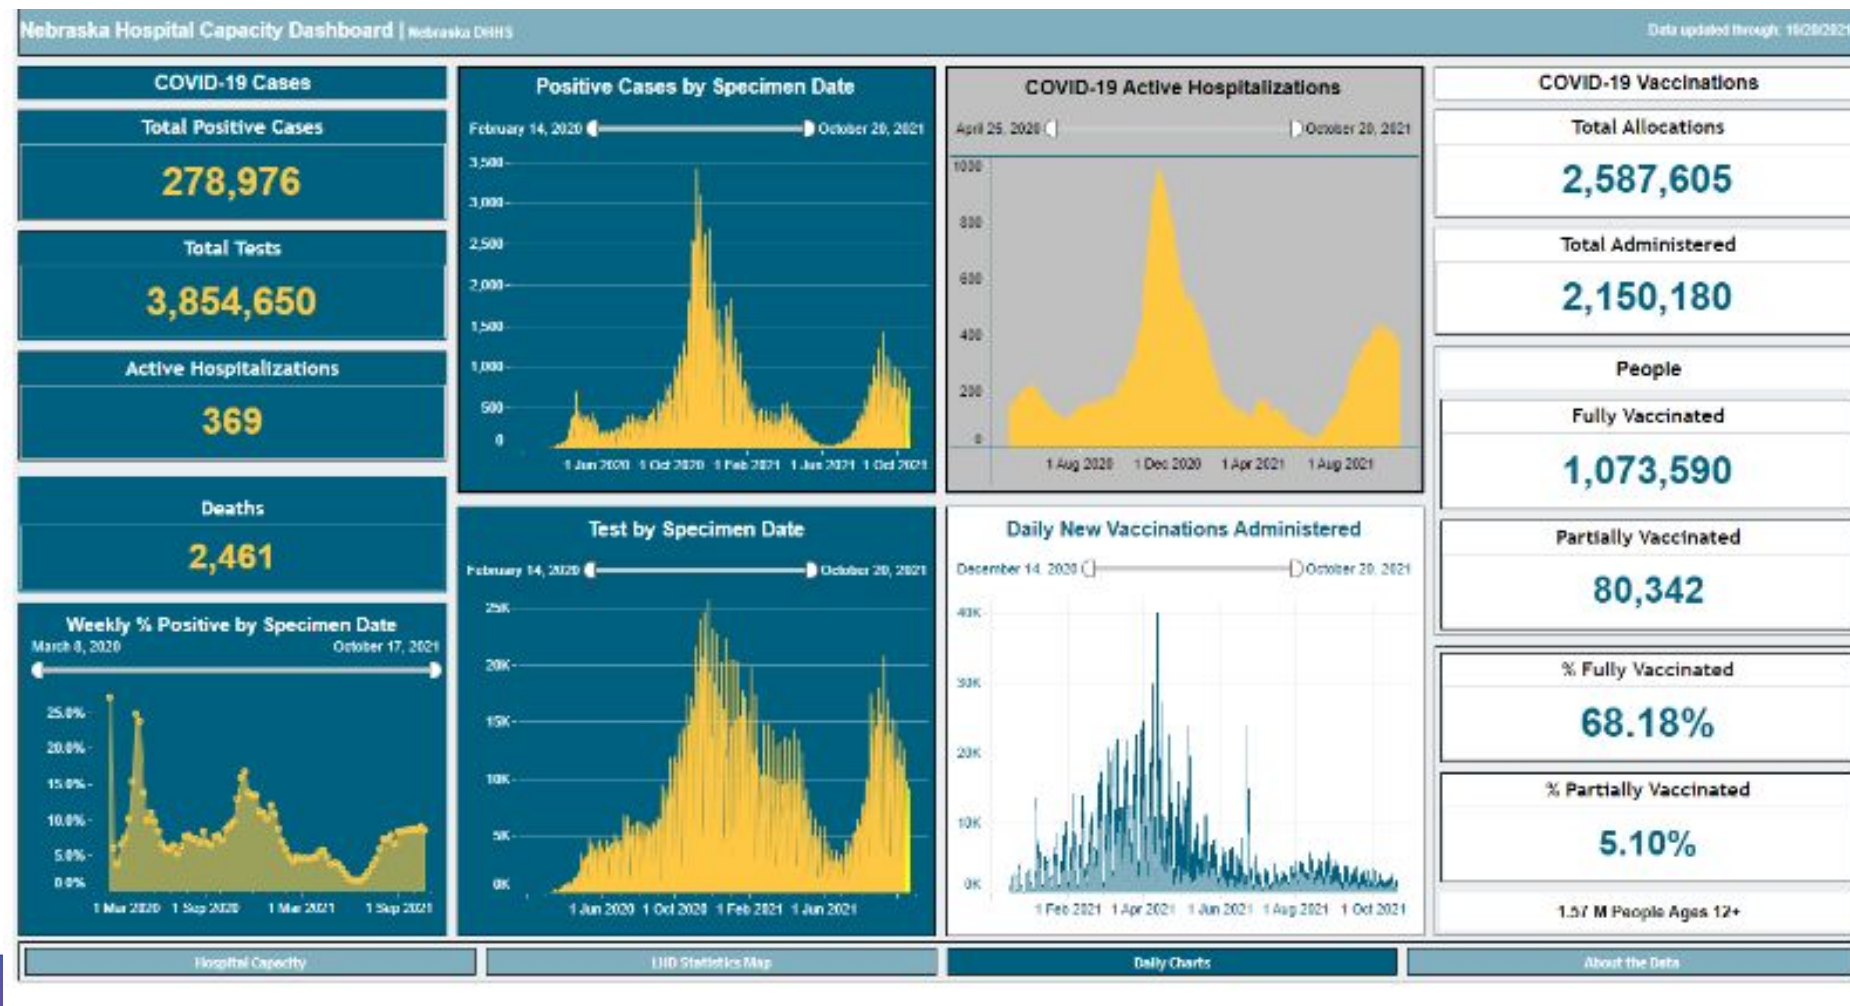 Nebraska Hospital Capacity Dashboard | Nebraska DHHS
Data updated through: 10/20/2021
COVID-19 Cases
Total Positive Cases
278,976
Total Tests
3,854,650
Active Hospitalizations
369
Deaths
2,461
Weekly % Positive by Specimen Date
March 8, 2020
October 17, 2021
25.0%
20.0%
15.0%
10.0%
5.0%
0.0%
1 Mar 2020 1 Sep 2020 1 Mar 2021 1 Sep 2021
Positive Cases by Specimen Date
February 14, 2020
October 20, 2021
3,500
3,000
2,500
2,000
1,500
1,000
500
0
1 Jun 2020 1 Oct 2020 1 Feb 2021 1 Jun 2021 1 Oct 2021
Test by Specimen Date
February 14, 2020
October 20, 2021
25K
20K
15K
10K
5K
0K
1 Jun 2020 1 Oct 2020 1 Feb 2021 1 Jun 2021
COVID-19 Active Hospitalizations
April 25, 2020
October 20, 2021
1000
800
600
400
200
0
1 Aug 2020 1 Dec 2020 1 Apr 2021 1 Aug 2021
Daily New Vaccinations Administered
December 14, 2020
October 20, 2021
40K
30K
20K
10K
0K
1 Feb 2021 1 Apr 2021 1 Jun 2021 1 Aug 2021 1 Oct 2021
COVID-19 Vaccinations
Total Allocations
2,587,605
Total Administered
2,150,180
People
Fully Vaccinated
1,073,590
Partially Vaccinated
80,342
% Fully Vaccinated
68.18%
% Partially Vaccinated
5.10%
1.57 M People Ages 12+
Hospital Capacity
LHD Statistics Map
Daily Charts
About the Data